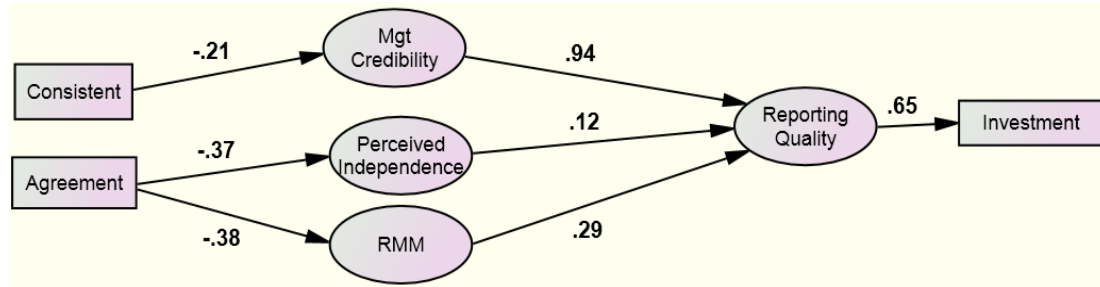 -.21
Mgt
Credibility
.94
Consistent
Reporting
Quality
.65
Investment
.12
Perceived
Independence
-.37
Agreement
-.38
RMM
.29